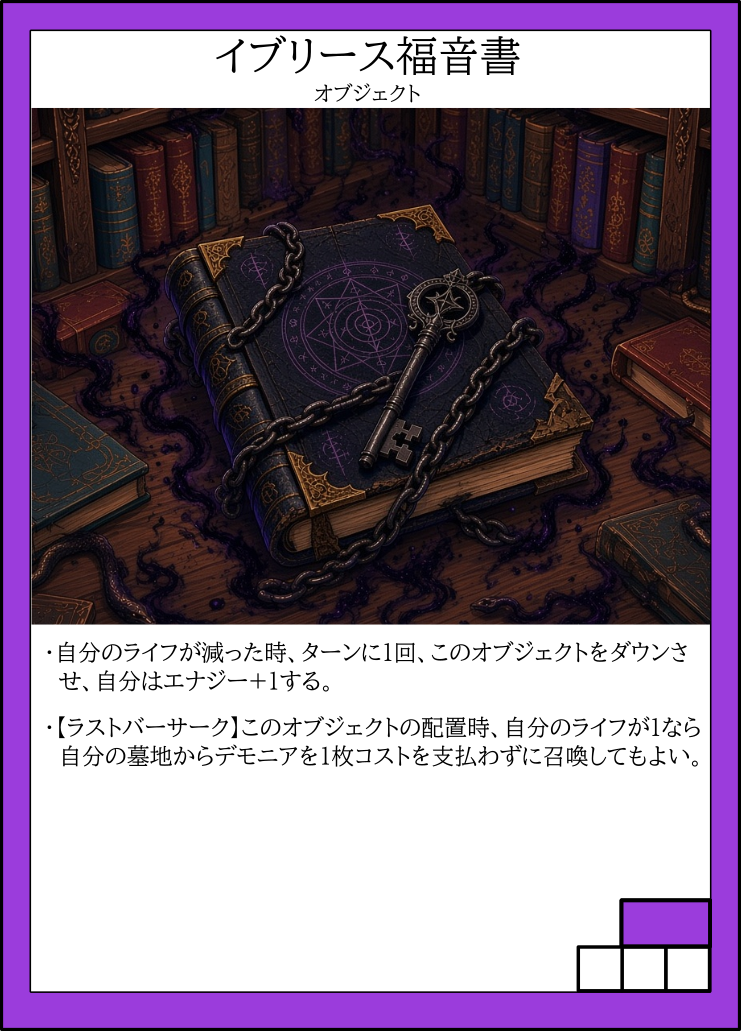 イブリース福音書
オブジェクト
・自分のライフが減った時、ターンに1回、このオブジェクトをダウンさ
せ、自分はエナジー＋1する。
・【ラストバーサーク】このオブジェクトの配置時、自分のライフが1なら
自分の墓地からデモニアを1枚コストを支払わずに召喚してもよい。